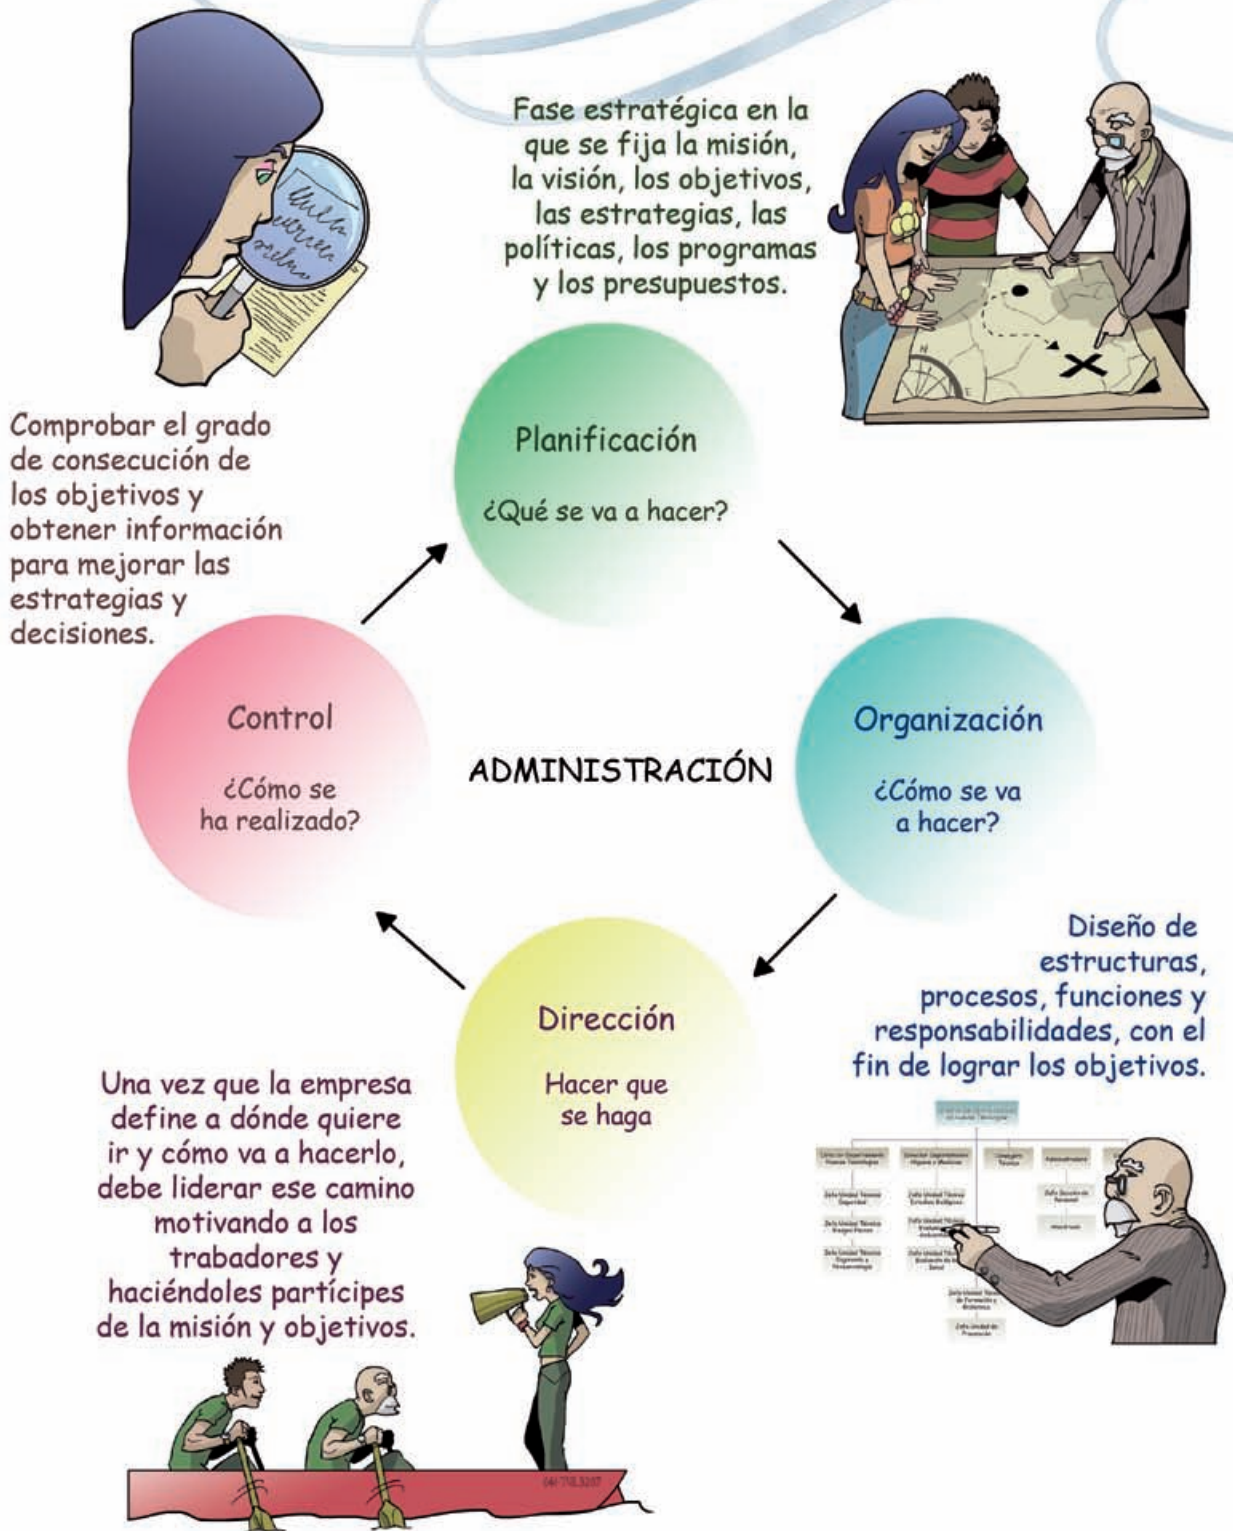 Fase estratégica en la
que se fija la misión,
la visión, los objetivos,
las estrategias, las
políticas, los programas
y los presupuestos.
Planificación
¿Qué se va a hacer?
Comprobar el grado
de consecución de
los objetivos y
obtener información
para mejorar las
estrategias y
decisiones.
Control
¿Cómo se
ha realizado?
ADMINISTRACIÓN
Organización
¿Cómo se va
a hacer?
Diseño de
estructuras,
procesos, funciones y
responsabilidades, con el
fin de lograr los objetivos.
Dirección
Hacer que
se haga
Una vez que la empresa
define a dónde quiere
ir y cómo va a hacerlo,
debe liderar ese camino
motivando a los
trabadores y
haciéndoles partícipes
de la misión y objetivos.
N
E